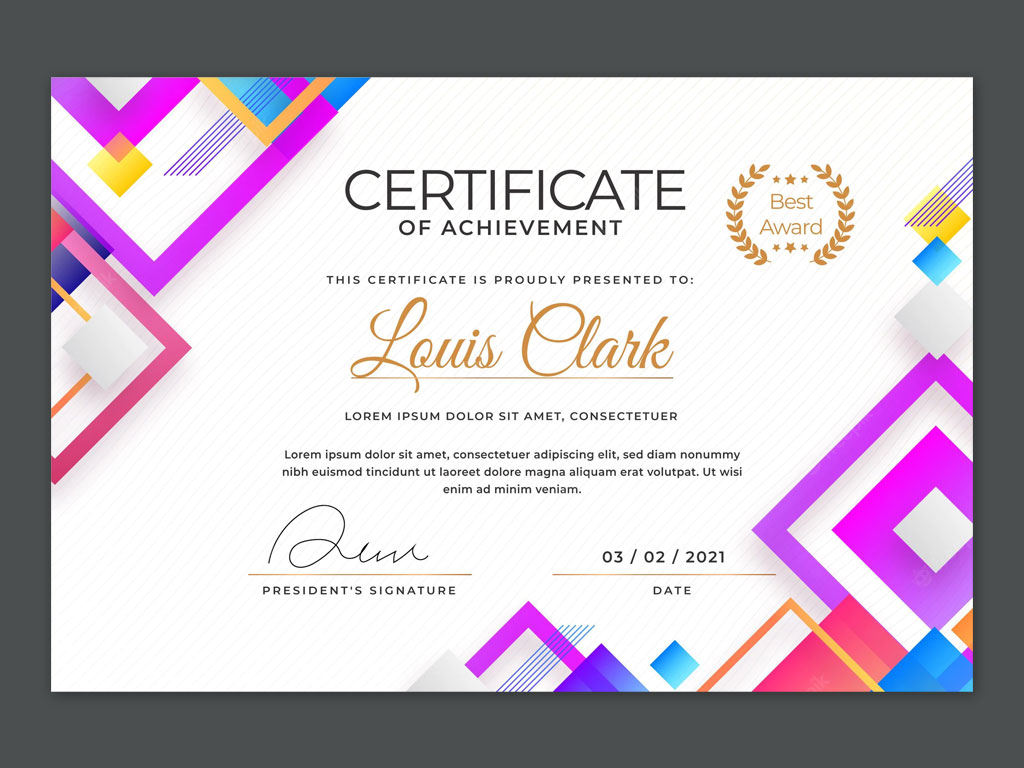 CERTIFICATE
OF ACHIEVEMENT
Best
Award
THIS CERTIFICATE IS PROUDLY PRESENTED TO:
Louis Clark
LOREM IPSUM DOLOR SIT AMET, CONSECTETUER
Lorem ipsum dolor sit amet, consectetuer adipiscing elit, sed diam nonummy
nibh euismod tincidunt ut laoreet dolore magna aliquam erat volutpat. Ut wisi
enim ad minim veniam.
03 / 02 / 2021
PRESIDENT'S SIGNATURE
DATE